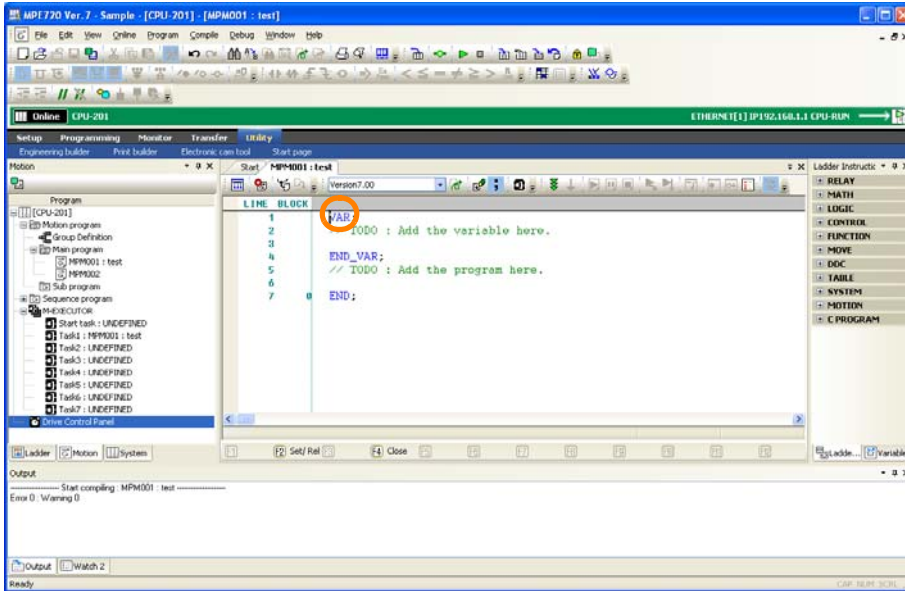 MPE720 Ver. 7 - Sample - [CPU-201] - [MPM001 : test]
File Edit View Online Program Compile Debug Window Help
Online CPU-201 ETHERNET[1] IP192.168.1.1 CPU-RUN
Setup Programming Monitor Transfer Utility
Engineering builder Print builder Electronic cam tool Start page
Motion
Start MPM001 : test
Ladder Instructic
Version7.00
Program
[CPU-201]
Motion program
Group Definition
Main program
MPM001 : test
MPM002
Sub program
Sequence program
M-EXECUTOR
Start task : UNDEFINED
Task1 : MPM001 : test
Task2 : UNDEFINED
Task3 : UNDEFINED
Task4 : UNDEFINED
Task5 : UNDEFINED
Task6 : UNDEFINED
Task7 : UNDEFINED
Drive Control Panel
LINE BLOCK
1 VAR
2 TODO : Add the variable here.
3
4 END_VAR;
5 // TODO : Add the program here.
6
7 0 END;
RELAY
MATH
LOGIC
CONTROL
FUNCTION
MOVE
DDC
TABLE
SYSTEM
MOTION
C PROGRAM
Ladder Motion System
F2 Set/ Rel F4 Close
Ladde... Variable
Output
Start compiling : MPM001 : test
Error 0 : Warning 0
Output Watch 2
Ready
CAP NUM SCRL